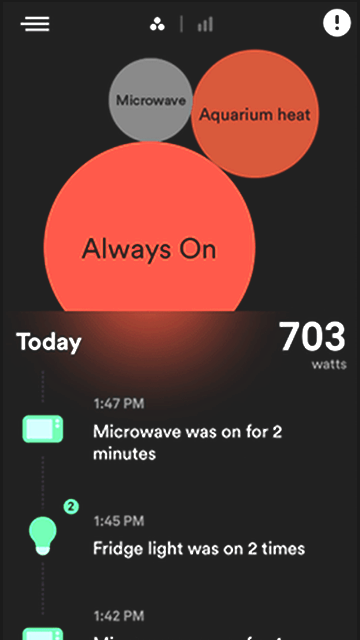 Microwave
Aquarium heat
Always On
Today
703
watts
1:47 PM
Microwave was on for 2
minutes
2
1:45 PM
Fridge light was on 2 times
1:42 PM